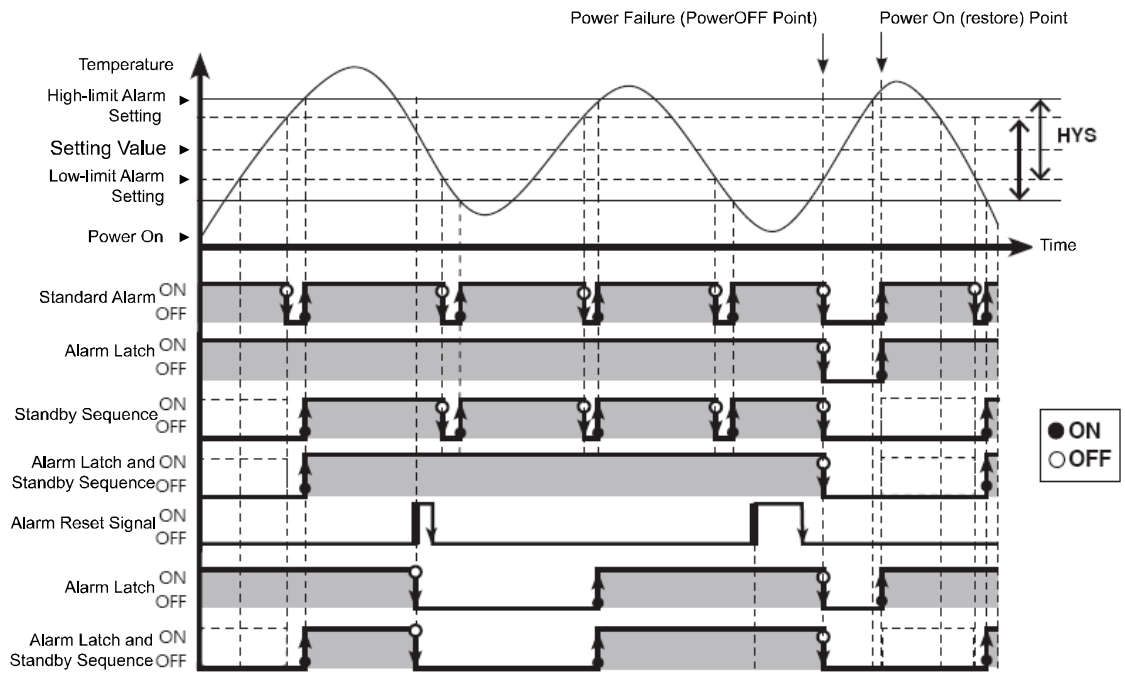 Power Failure (PowerOFF Point)
Power On (restore) Point
Temperature
High-limit Alarm
Setting
Setting Value
Low-limit Alarm
Setting
Power On
HYS
Time
Standard Alarm
ON
OFF
Alarm Latch
ON
OFF
Standby Sequence
ON
OFF
Alarm Latch and
Standby Sequence
ON
OFF
Alarm Reset Signal
ON
OFF
Alarm Latch
ON
OFF
Alarm Latch and
Standby Sequence
ON
OFF
ON
OFF